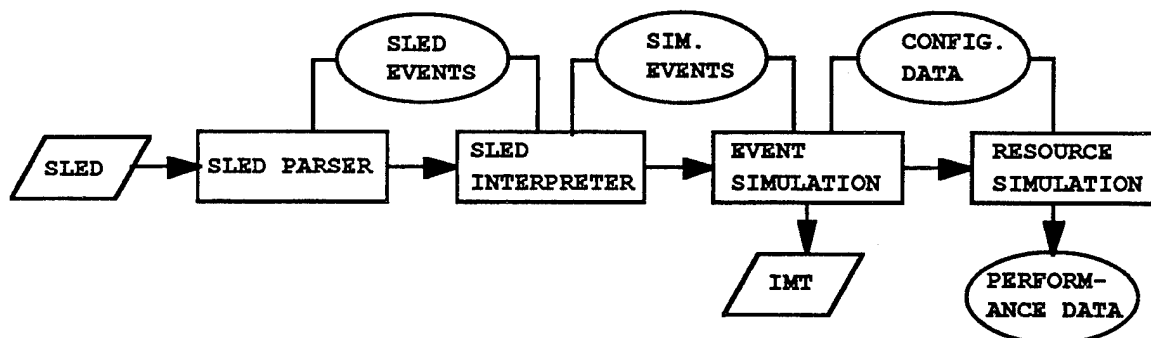 SLED
EVENTS
SIM.
EVENTS
CONFIG.
DATA
SLED
SLED PARSER
SLED
INTERPRETER
EVENT
SIMULATION
RESOURCE
SIMULATION
IMT
PERFORM-
ANCE DATA